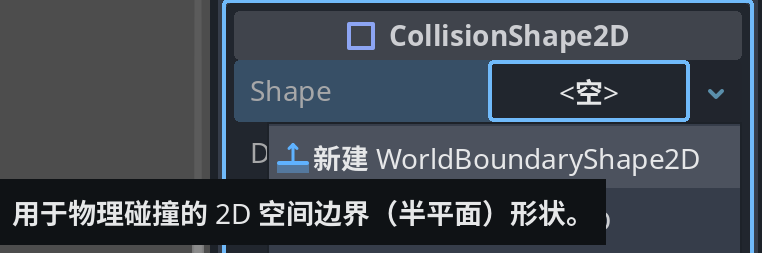 CollisionShape2D
Shape
<空>
D
新建 WorldBoundaryShape2D
用于物理碰撞的 2D 空间边界（半平面）形状。